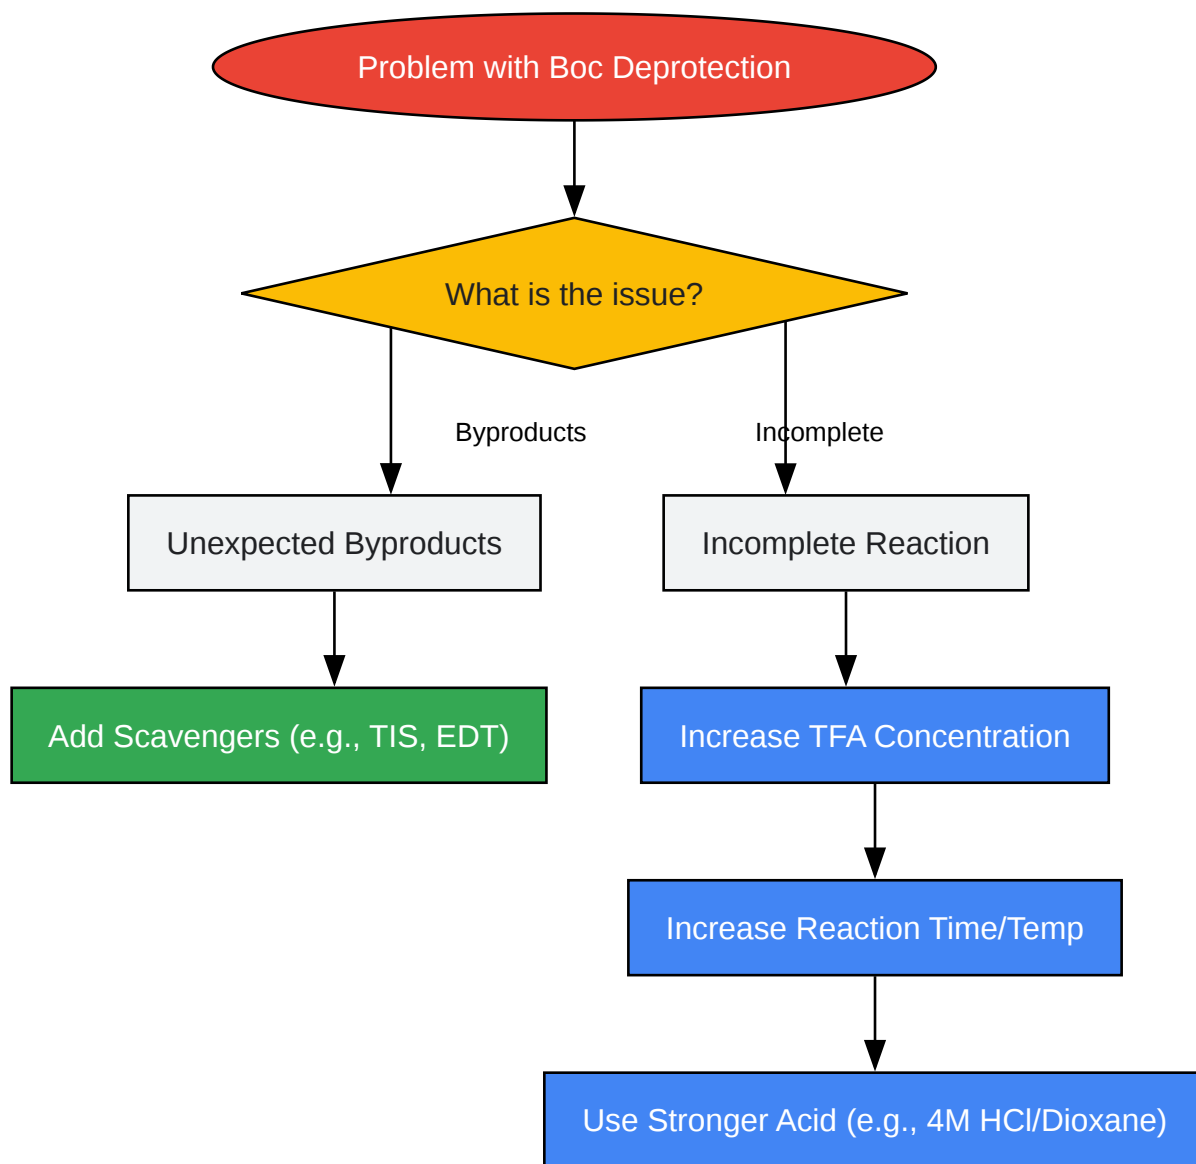 Problem with Boc Deprotection
What is the issue?
Byproducts
Incomplete
Unexpected Byproducts
Incomplete Reaction
Add Scavengers (e.g., TIS, EDT)
Increase TFA Concentration
Increase Reaction Time/Temp
Use Stronger Acid (e.g., 4M HCl/Dioxane)